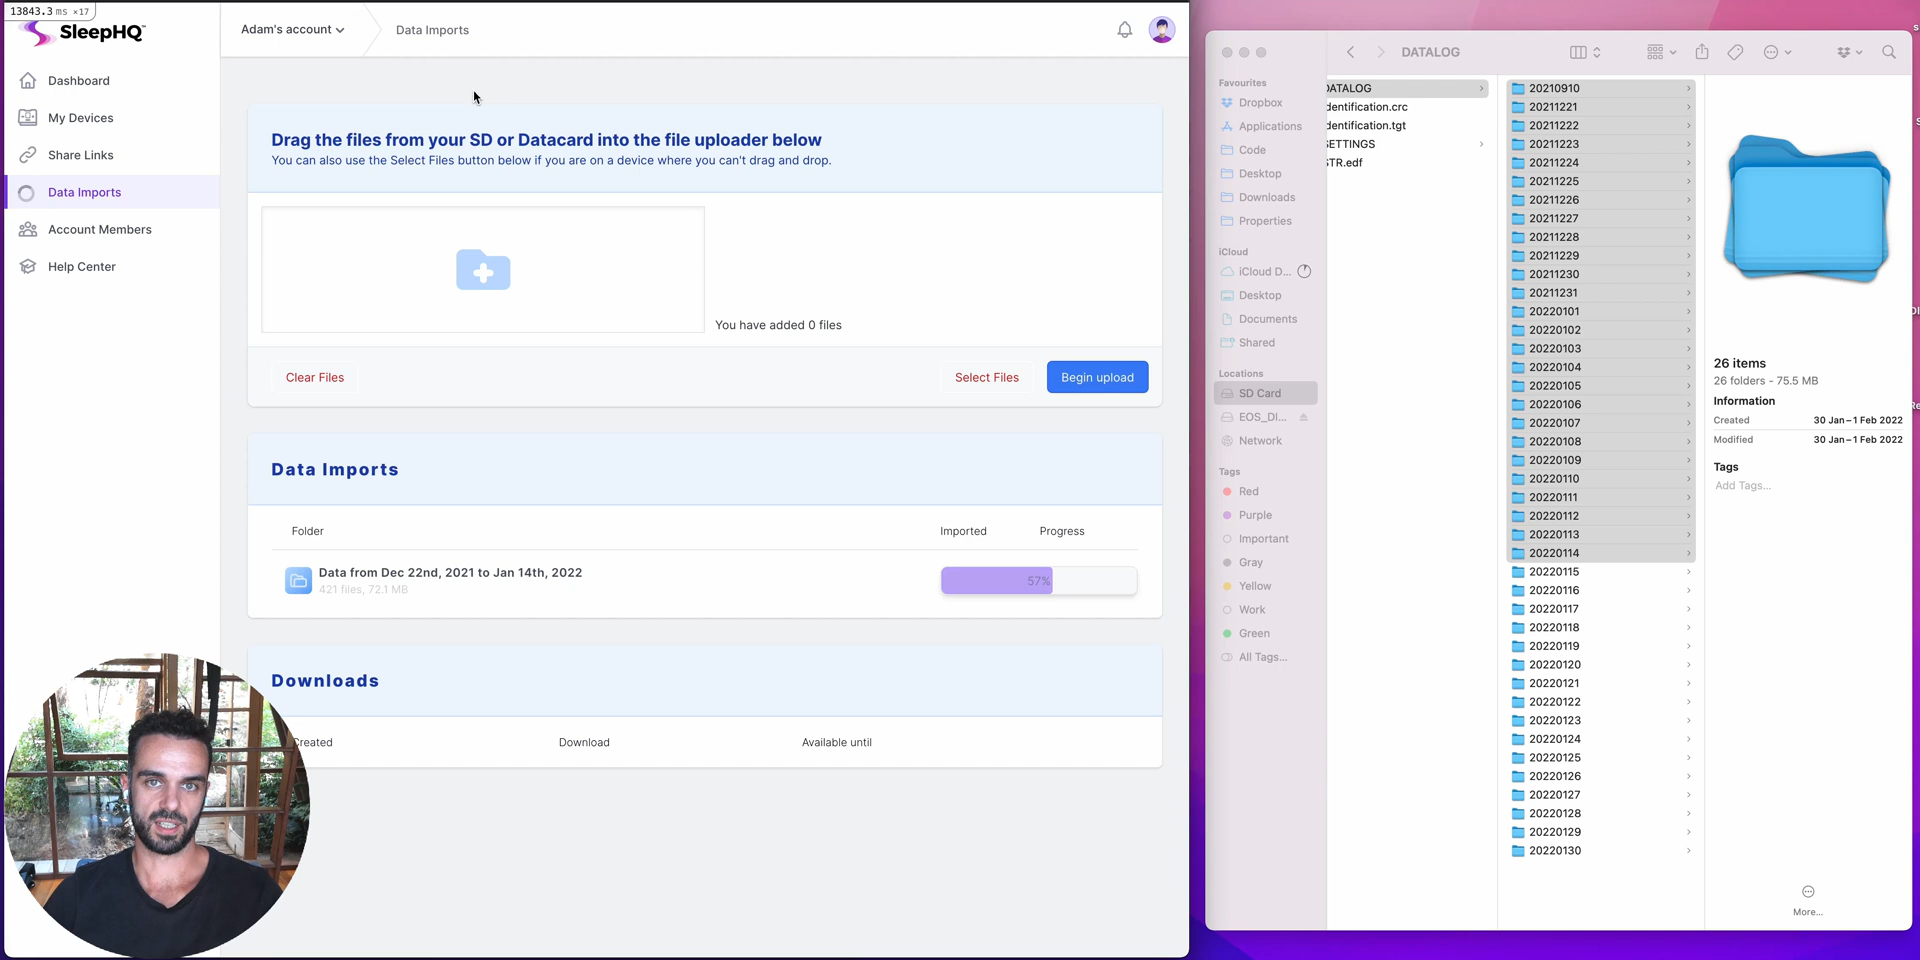 13843.3 ms ×17
SleepHQ™
Adam's account
Data Imports
Dashboard
My Devices
Share Links
Data Imports
Account Members
Help Center
Drag the files from your SD or Datacard into the file uploader below
You can also use the Select Files button below if you are on a device where you can't drag and drop.
You have added 0 files
Clear Files
Select Files
Begin upload
Data Imports
Folder
Imported
Progress
Data from Dec 22nd, 2021 to Jan 14th, 2022
421 files, 72.1 MB
57%
Downloads
Created
Download
Available until
DATALOG
Favourites
Dropbox
Applications
Code
Desktop
Downloads
Properties
iCloud
iCloud D...
Desktop
Documents
Shared
Locations
SD Card
EOS_DI...
Network
Tags
Red
Purple
Important
Gray
Yellow
Work
Green
All Tags...
DATALOG
dentification.crc
dentification.tgt
SETTINGS
STR.edf
20210910
20211221
20211222
20211223
20211224
20211225
20211226
20211227
20211228
20211229
20211230
20211231
20220101
20220102
20220103
20220104
20220105
20220106
20220107
20220108
20220109
20220110
20220111
20220112
20220113
20220114
20220115
20220116
20220117
20220118
20220119
20220120
20220121
20220122
20220123
20220124
20220125
20220126
20220127
20220128
20220129
20220130
26 items
26 folders - 75.5 MB
Information
Created 30 Jan – 1 Feb 2022
Modified 30 Jan – 1 Feb 2022
Tags
Add Tags...
More...